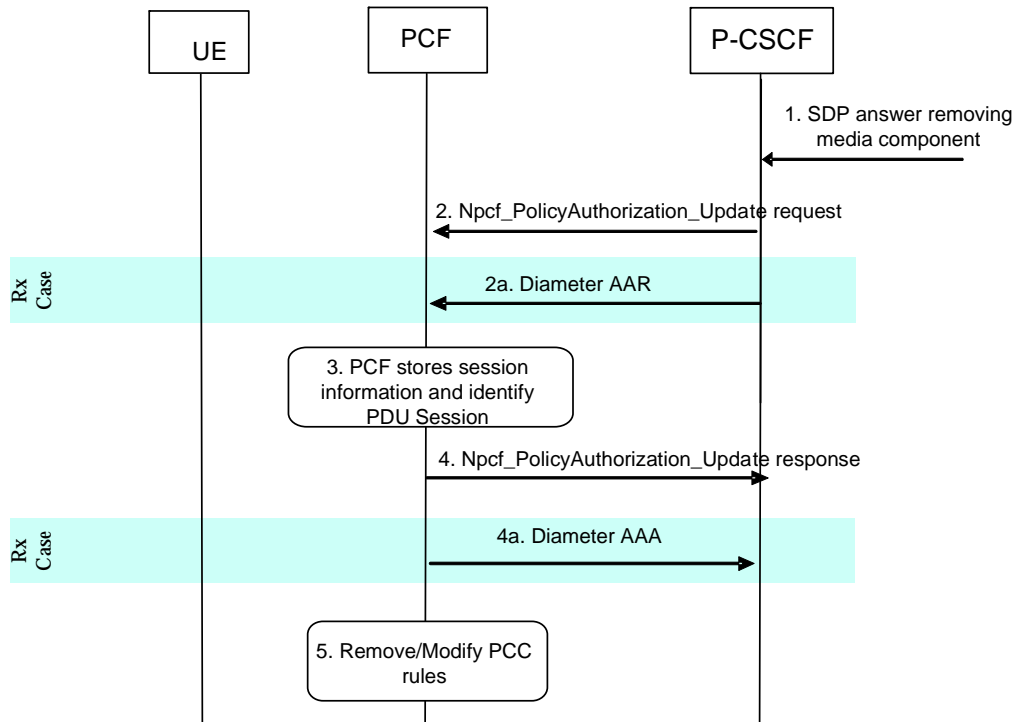 UE
PCF
P-CSCF
1. SDP answer removing
media component
2. Npcf_PolicyAuthorization_Update request
Rx
Case
2a. Diameter AAR
3. PCF stores session
information and identify
PDU Session
4. Npcf_PolicyAuthorization_Update response
Rx
Case
4a. Diameter AAA
5. Remove/Modify PCC
rules